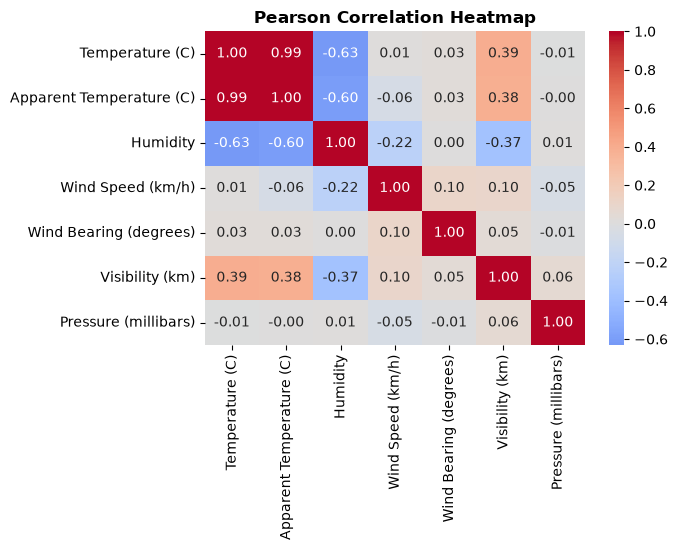 Pearson Correlation Heatmap
Temperature (C) 1.00 0.99 -0.63 0.01 0.03 0.39 -0.01
Apparent Temperature (C) 0.99 1.00 -0.60 -0.06 0.03 0.38 -0.00
Humidity -0.63 -0.60 1.00 -0.22 0.00 -0.37 0.01
Wind Speed (km/h) 0.01 -0.06 -0.22 1.00 0.10 0.10 -0.05
Wind Bearing (degrees) 0.03 0.03 0.00 0.10 1.00 0.05 -0.01
Visibility (km) 0.39 0.38 -0.37 0.10 0.05 1.00 0.06
Pressure (millibars) -0.01 -0.00 0.01 -0.05 -0.01 0.06 1.00
Temperature (C)
Apparent Temperature (C)
Humidity
Wind Speed (km/h)
Wind Bearing (degrees)
Visibility (km)
Pressure (millibars)
1.0
0.8
0.6
0.4
0.2
0.0
−0.2
−0.4
−0.6